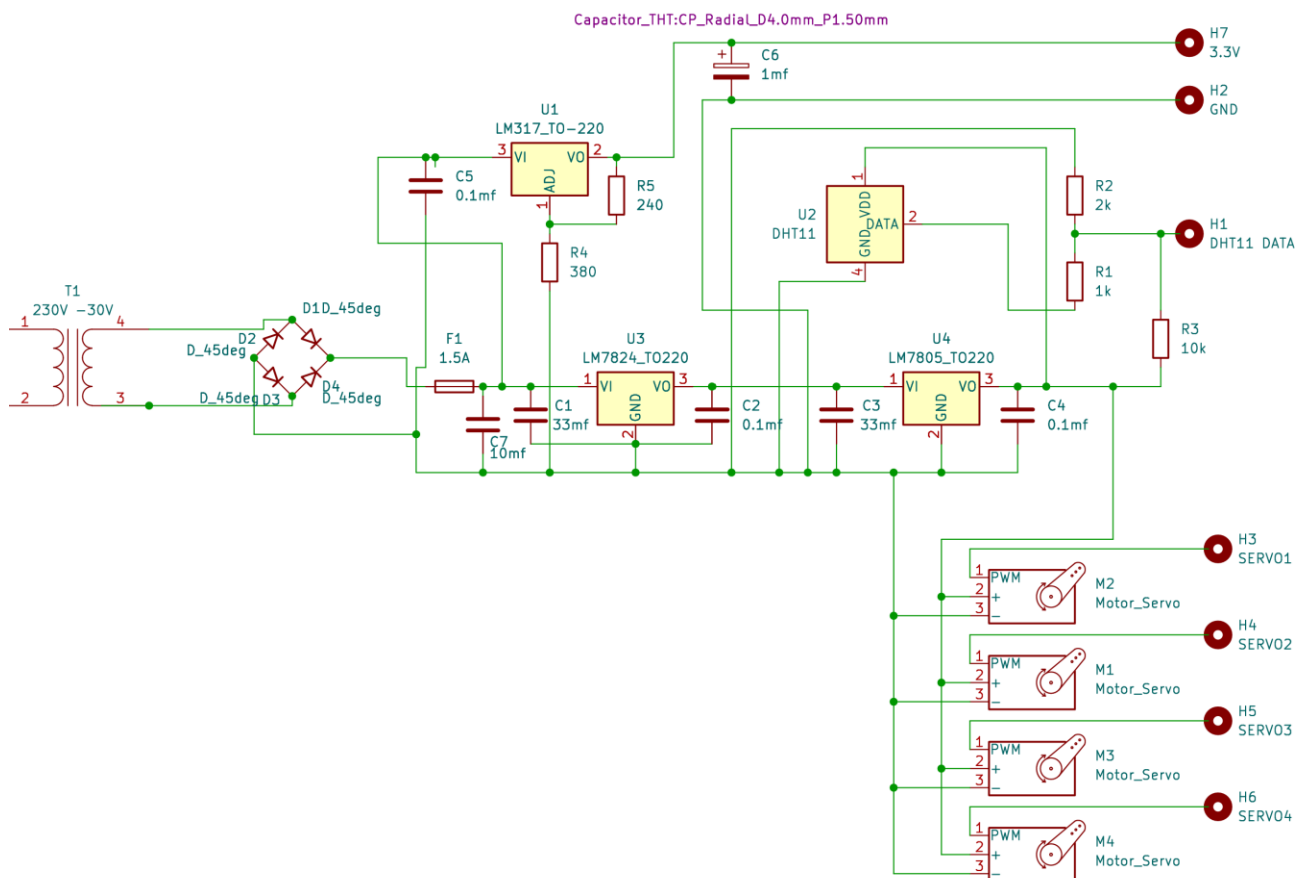 Capacitor_THT:CP_Radial_D4.0mm_P1.50mm
H7
3.3V
+
C6
1mf
H2
GND
U1
LM317_TO-220
3
VI
VO
2
ADJ
1
C5
0.1mf
R5
240
R4
380
U2
DHT11
1
VDD
DATA
2
GND
4
R2
2k
H1
DHT11 DATA
R1
1k
R3
10k
T1
230V -30V
1
4
2
3
D1D_45deg
D2
D_45deg
D_45deg
D3
D4
D_45deg
F1
1.5A
U3
LM7824_TO220
1
VI
VO
3
GND
2
U4
LM7805_TO220
1
VI
VO
3
GND
2
C7
10mf
C1
33mf
C2
0.1mf
C3
33mf
C4
0.1mf
H3
SERVO1
1
PWM
2
+
3
-
M2
Motor_Servo
H4
SERVO2
1
PWM
2
+
3
-
M1
Motor_Servo
H5
SERVO3
1
PWM
2
+
3
-
M3
Motor_Servo
H6
SERVO4
1
PWM
2
+
3
-
M4
Motor_Servo